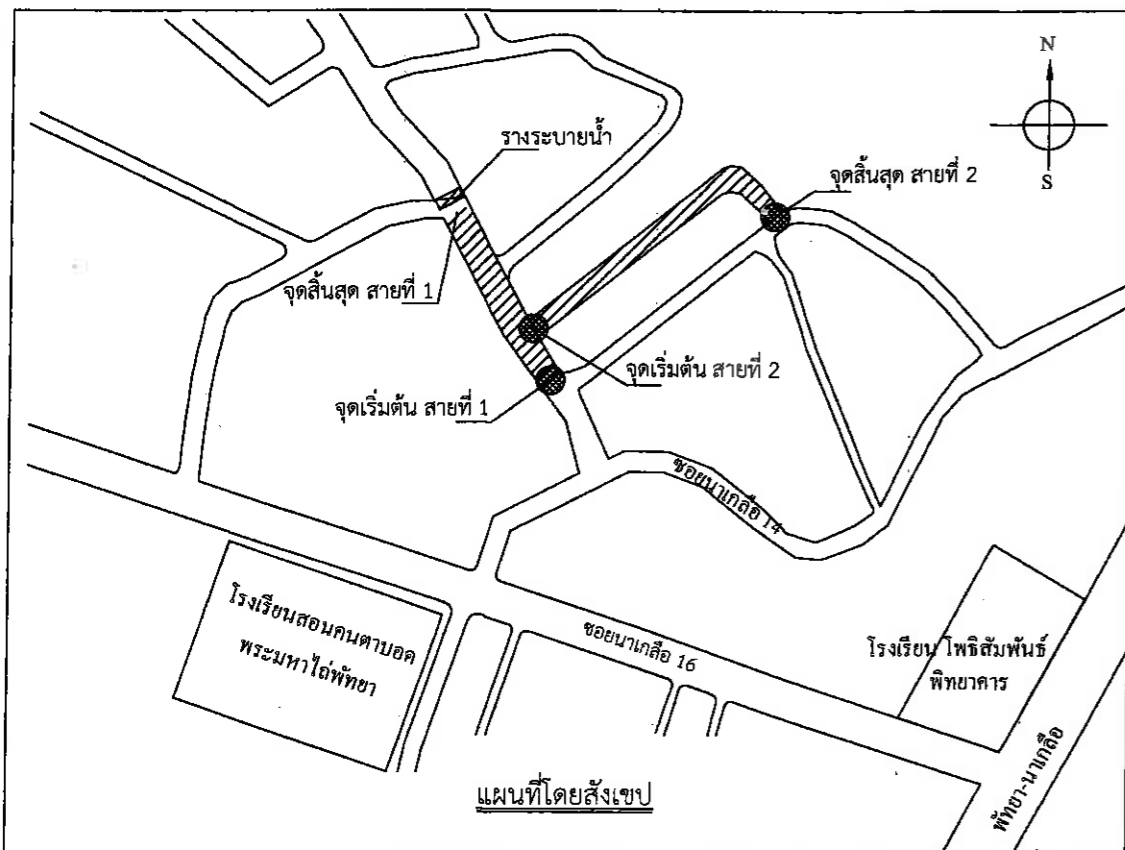 N
S
รางระบายน้ำ
จุดสิ้นสุด สายที่ 2
จุดสิ้นสุด สายที่ 1
จุดเริ่มต้น สายที่ 2
จุดเริ่มต้น สายที่ 1
ซอยนาเกลือ 14
โรงเรียนสอนคนตาบอด
พระมหาไถ่พัทยา
ซอยนาเกลือ 16
โรงเรียน โพธิสัมพันธ์
พิทยาคาร
พัทยา-นาเกลือ
แผนที่โดยสังเขป